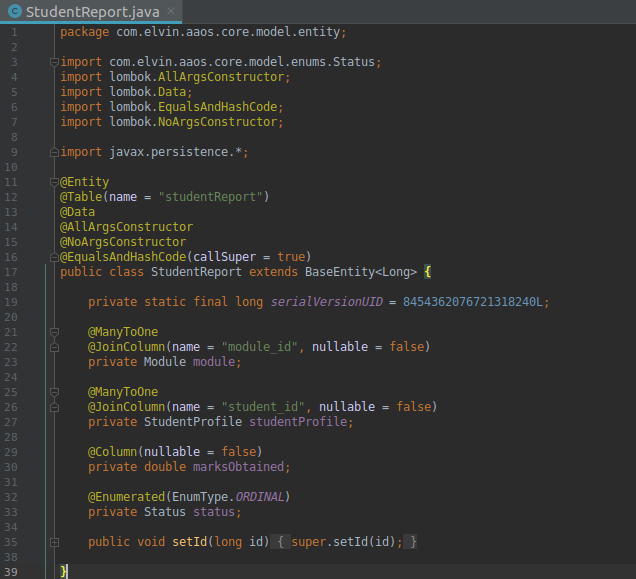 StudentReport.java
1 package com.elvin.aaos.core.model.entity;
2
3 import com.elvin.aaos.core.model.enums.Status;
4 import lombok.AllArgsConstructor;
5 import lombok.Data;
6 import lombok.EqualsAndHashCode;
7 import lombok.NoArgsConstructor;
8
9 import javax.persistence.*;
10
11 @Entity
12 @Table(name = "studentReport")
13 @Data
14 @AllArgsConstructor
15 @NoArgsConstructor
16 @EqualsAndHashCode(callSuper = true)
17 public class StudentReport extends BaseEntity<Long> {
18
19 private static final long serialVersionUID = 8454362076721318240L;
20
21 @ManyToOne
22 @JoinColumn(name = "module_id", nullable = false)
23 private Module module;
24
25 @ManyToOne
26 @JoinColumn(name = "student_id", nullable = false)
27 private StudentProfile studentProfile;
28
29 @Column(nullable = false)
30 private double marksObtained;
31
32 @Enumerated(EnumType.ORDINAL)
33 private Status status;
34
35 public void setId(long id) { super.setId(id); }
38
39 }